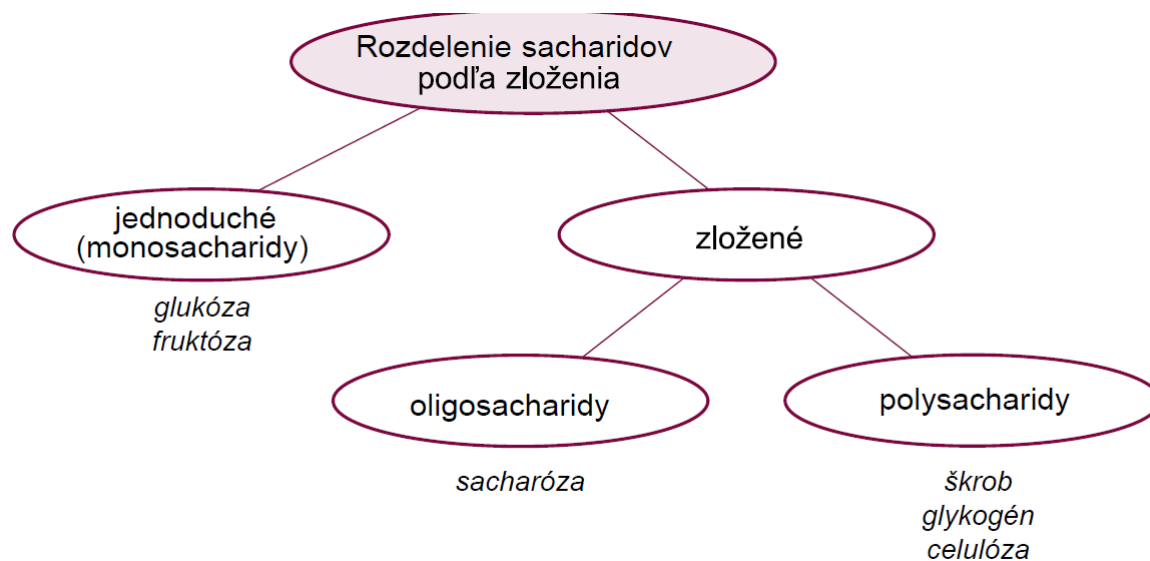 Rozdelenie sacharidov
podľa zloženia
jednoduché
(monosacharidy)
zložené
glukóza
fruktóza
oligosacharidy
polysacharidy
sacharóza
škrob
glykogén
celulóza